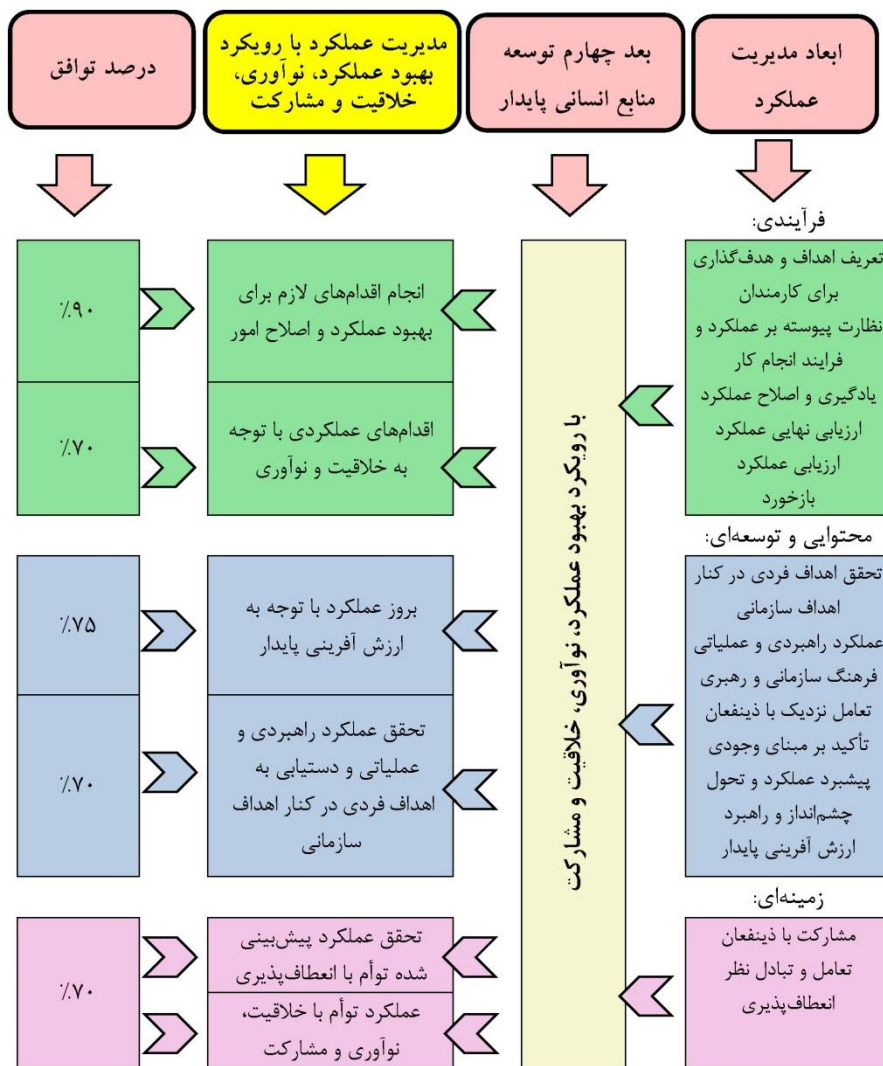 ابعاد مدیریت
عملکرد
بعد چهارم توسعه
منابع انسانی پایدار
مدیریت عملکرد با رویکرد
بهبود عملکرد، نوآوری،
خلاقیت و مشارکت
درصد توافق
فرآیندی:
تعریف اهداف و هدف‌گذاری
برای کارمندان
نظارت پیوسته بر عملکرد و
فرایند انجام کار
یادگیری و اصلاح عملکرد
ارزیابی نهایی عملکرد
ارزیابی عملکرد
بازخورد
محتوایی و توسعه‌ای:
تحقق اهداف فردی در کنار
اهداف سازمانی
عملکرد راهبردی و عملیاتی
فرهنگ سازمانی و رهبری
تعامل نزدیک با ذینفعان
تأکید بر مبنای وجودی
پیشبرد عملکرد و تحول
چشم‌انداز و راهبرد
ارزش آفرینی پایدار
زمینه‌ای:
مشارکت با ذینفعان
تعامل و تبادل نظر
انعطاف‌پذیری
با رویکرد بهبود عملکرد، نوآوری، خلاقیت و مشارکت
انجام اقدام‌های لازم برای
بهبود عملکرد و اصلاح امور
٪۹۰
اقدام‌های عملکردی با توجه
به خلاقیت و نوآوری
٪۷۰
بروز عملکرد با توجه به
ارزش آفرینی پایدار
٪۷۵
تحقق عملکرد راهبردی و
عملیاتی و دستیابی به
اهداف فردی در کنار اهداف
سازمانی
٪۷۰
تحقق عملکرد پیش‌بینی
شده توأم با انعطاف‌پذیری
عملکرد توأم با خلاقیت،
نوآوری و مشارکت
٪۷۰